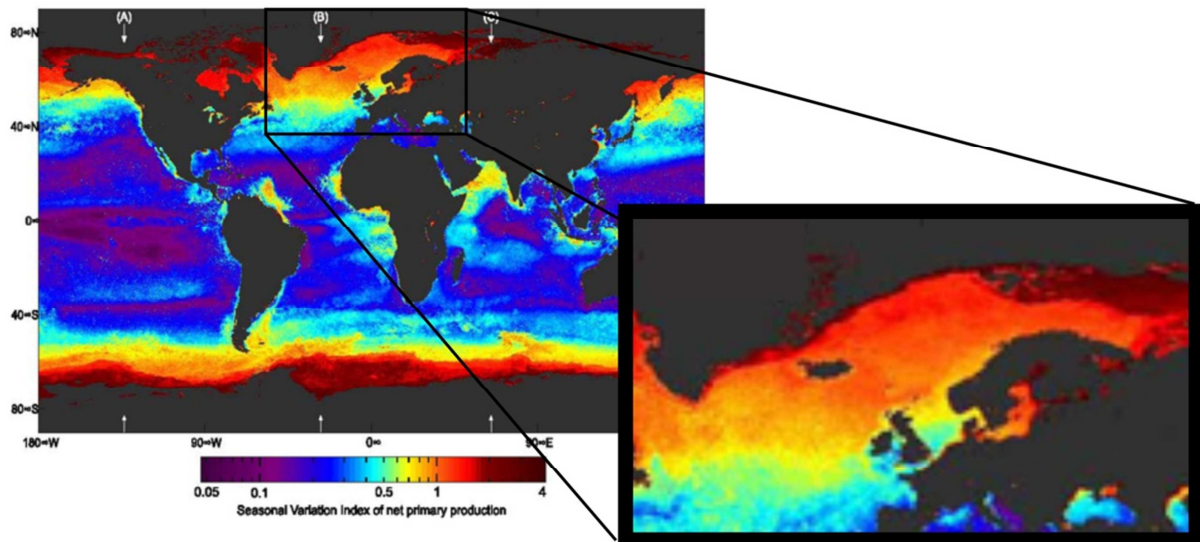 (A) (B) (C)
80∞N
40∞N
0∞
40∞S
80∞S
180∞W 90∞W 0∞ 90∞E
0.05 0.1 0.5 1 4
Seasonal Variation Index of net primary production